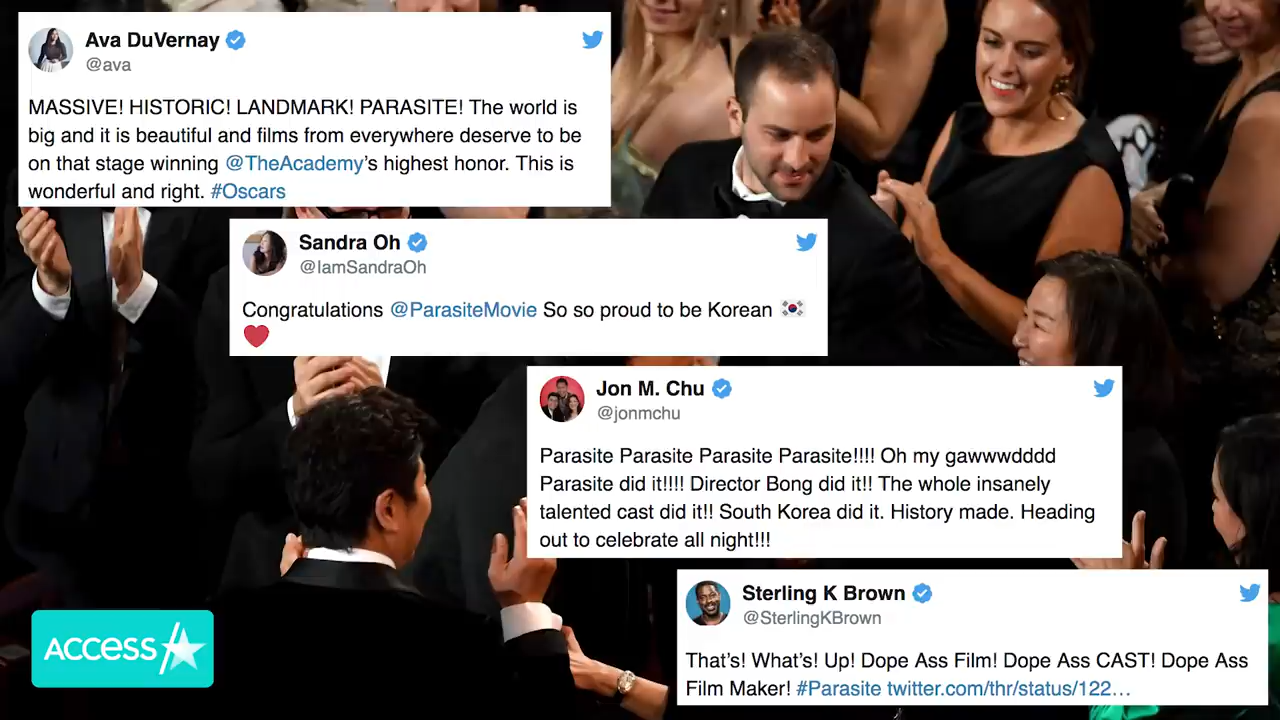 Ava DuVernay
@ava
MASSIVE! HISTORIC! LANDMARK! PARASITE! The world is
big and it is beautiful and films from everywhere deserve to be
on that stage winning @TheAcademy's highest honor. This is
wonderful and right. #Oscars
Sandra Oh
@IamSandraOh
Congratulations @ParasiteMovie So so proud to be Korean 🇰🇷
❤️
Jon M. Chu
@jonmchu
Parasite Parasite Parasite Parasite!!!! Oh my gawwwdddd
Parasite did it!!!! Director Bong did it!! The whole insanely
talented cast did it!! South Korea did it. History made. Heading
out to celebrate all night!!!
Sterling K Brown
@SterlingKBrown
That's! What's! Up! Dope Ass Film! Dope Ass CAST! Dope Ass
Film Maker! #Parasite twitter.com/thr/status/122…
ACCESS